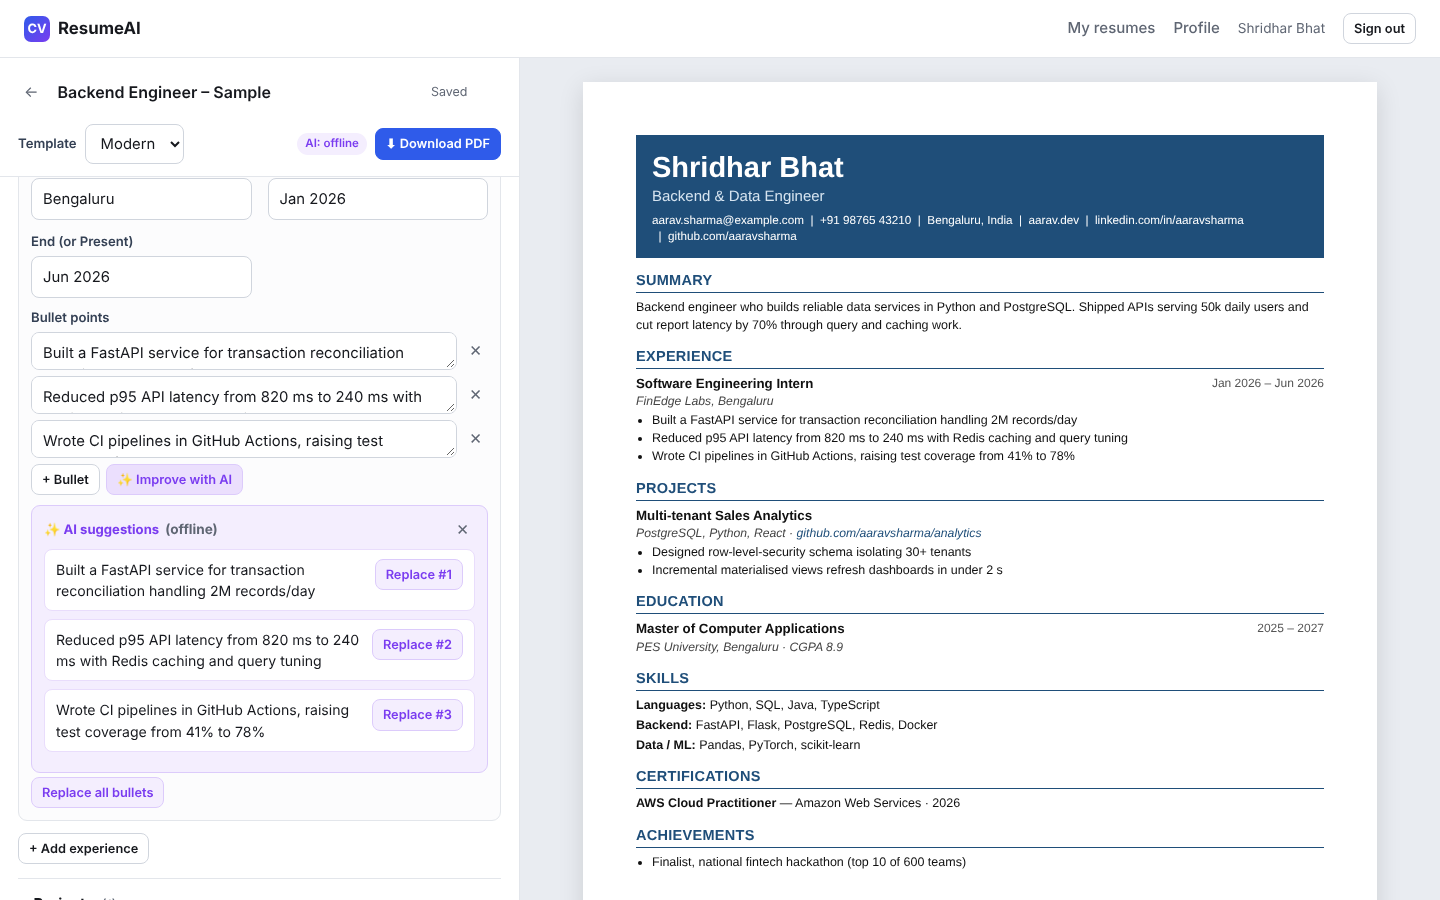 CV ResumeAI
My resumes Profile Shridhar Bhat Sign out
← Backend Engineer – Sample Saved
Template Modern AI: offline ⬇ Download PDF
Bengaluru Jan 2026
End (or Present)
Jun 2026
Bullet points
Built a FastAPI service for transaction reconciliation ✕
Reduced p95 API latency from 820 ms to 240 ms with ✕
Wrote CI pipelines in GitHub Actions, raising test ✕
+ Bullet ✨ Improve with AI
✨ AI suggestions (offline) ✕
Built a FastAPI service for transaction
reconciliation handling 2M records/day
Replace #1
Reduced p95 API latency from 820 ms to 240
ms with Redis caching and query tuning
Replace #2
Wrote CI pipelines in GitHub Actions, raising
test coverage from 41% to 78%
Replace #3
Replace all bullets
+ Add experience
Shridhar Bhat
Backend & Data Engineer
aarav.sharma@example.com | +91 98765 43210 | Bengaluru, India | aarav.dev | linkedin.com/in/aaravsharma
| github.com/aaravsharma
SUMMARY
Backend engineer who builds reliable data services in Python and PostgreSQL. Shipped APIs serving 50k daily users and
cut report latency by 70% through query and caching work.
EXPERIENCE
Software Engineering Intern Jan 2026 – Jun 2026
FinEdge Labs, Bengaluru
• Built a FastAPI service for transaction reconciliation handling 2M records/day
• Reduced p95 API latency from 820 ms to 240 ms with Redis caching and query tuning
• Wrote CI pipelines in GitHub Actions, raising test coverage from 41% to 78%
PROJECTS
Multi-tenant Sales Analytics
PostgreSQL, Python, React · github.com/aaravsharma/analytics
• Designed row-level-security schema isolating 30+ tenants
• Incremental materialised views refresh dashboards in under 2 s
EDUCATION
Master of Computer Applications 2025 – 2027
PES University, Bengaluru · CGPA 8.9
SKILLS
Languages: Python, SQL, Java, TypeScript
Backend: FastAPI, Flask, PostgreSQL, Redis, Docker
Data / ML: Pandas, PyTorch, scikit-learn
CERTIFICATIONS
AWS Cloud Practitioner — Amazon Web Services · 2026
ACHIEVEMENTS
• Finalist, national fintech hackathon (top 10 of 600 teams)